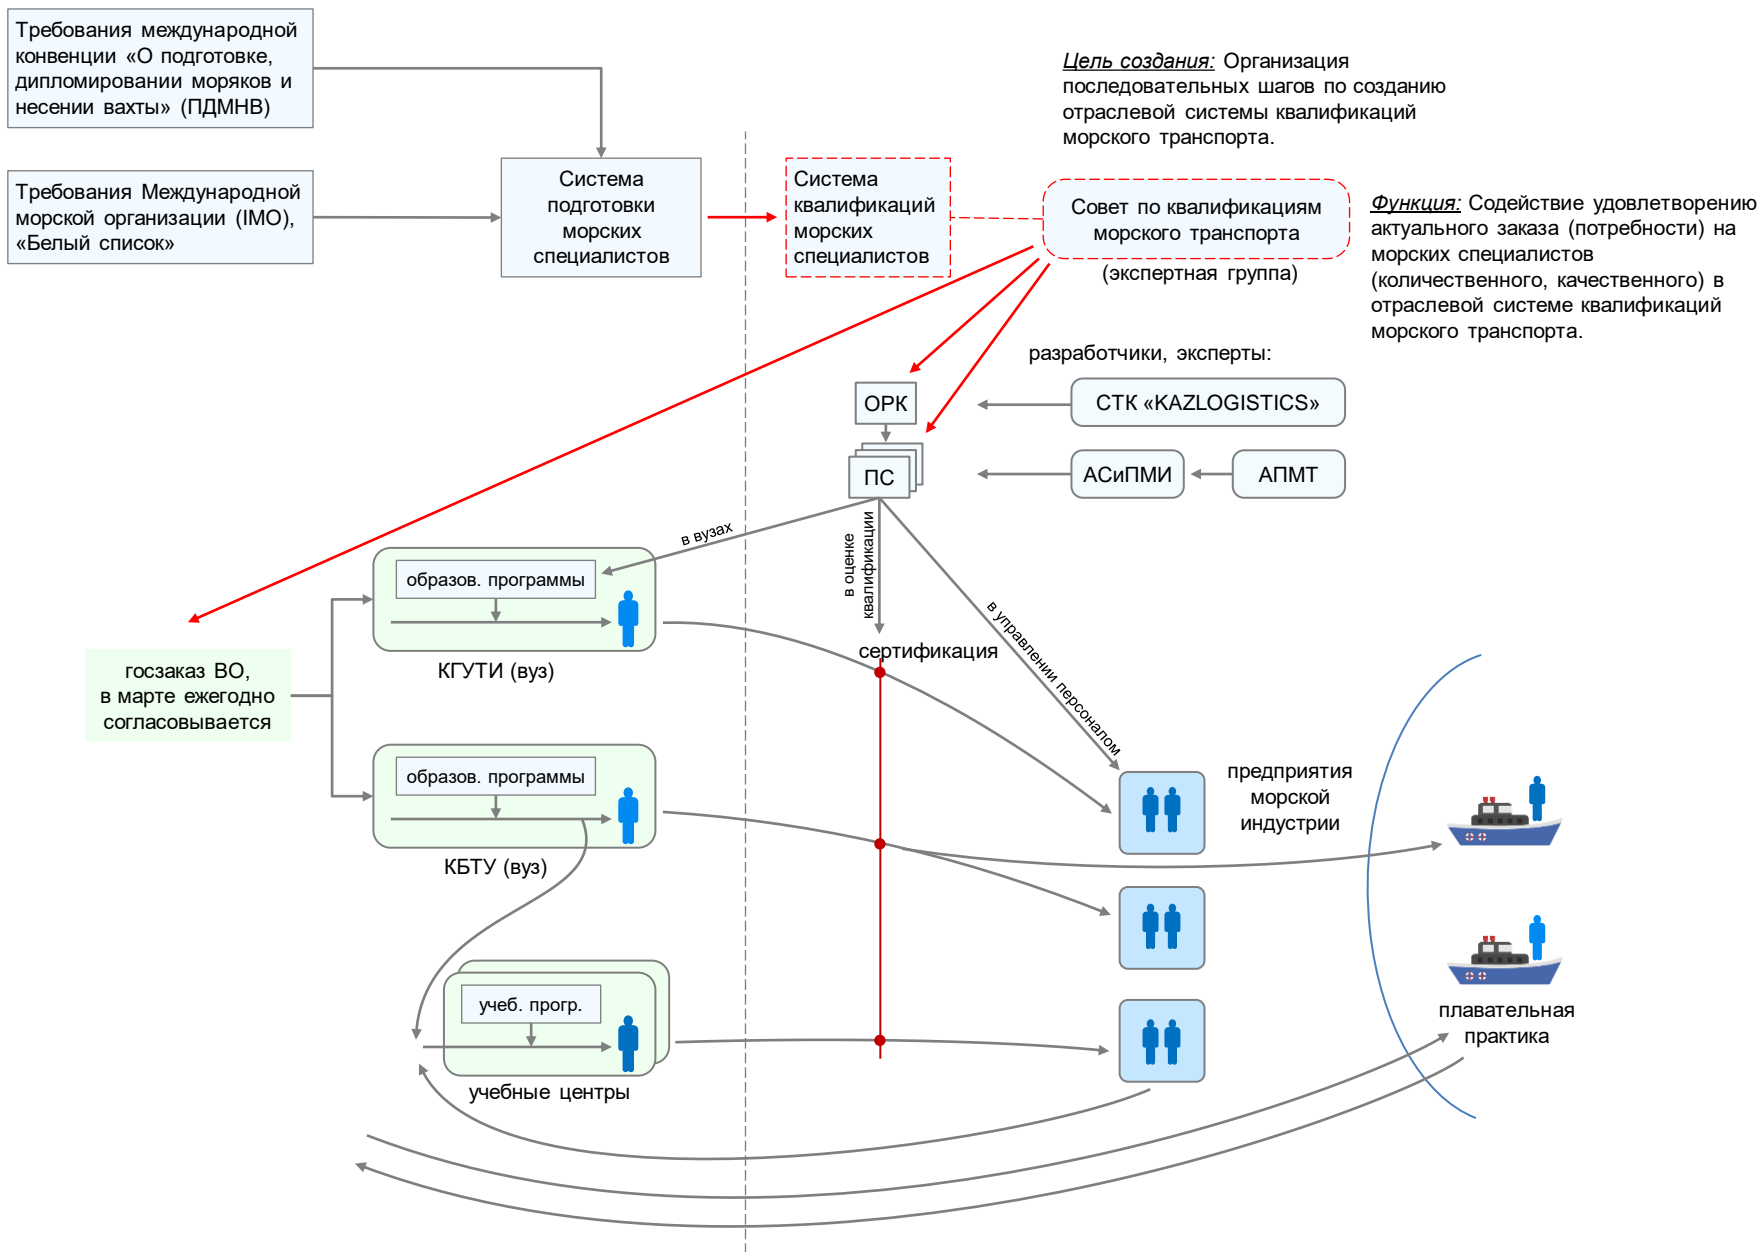 Требования международной
конвенции «О подготовке,
дипломировании моряков и
несении вахты» (ПДМНВ)
Требования Международной
морской организации (IMO),
«Белый список»
Система
подготовки
морских
специалистов
Система
квалификаций
морских
специалистов
Цель создания: Организация
последовательных шагов по созданию
отраслевой системы квалификаций
морского транспорта.
Совет по квалификациям
морского транспорта
(экспертная группа)
Функция: Содействие удовлетворению
актуального заказа (потребности) на
морских специалистов
(количественного, качественного) в
отраслевой системе квалификаций
морского транспорта.
разработчики, эксперты:
ОРК
СТК «KAZLOGISTICS»
ПС
АСиПМИ
АПМТ
в вузах
в оценке
квалификации
в управлении персоналом
образов. программы
КГУТИ (вуз)
сертификация
госзаказ ВО,
в марте ежегодно
согласовывается
образов. программы
КБТУ (вуз)
предприятия
морской
индустрии
учеб. прогр.
учебные центры
плавательная
практика